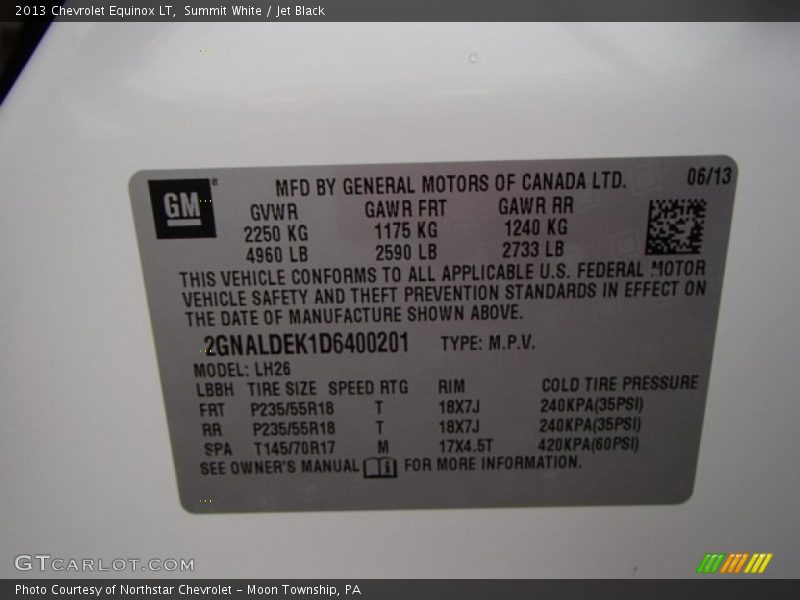 2013 Chevrolet Equinox LT, Summit White / Jet Black
GM®
MFD BY GENERAL MOTORS OF CANADA LTD. 06/13
GVWR GAWR FRT GAWR RR
2250 KG 1175 KG 1240 KG
4960 LB 2590 LB 2733 LB
THIS VEHICLE CONFORMS TO ALL APPLICABLE U.S. FEDERAL MOTOR
VEHICLE SAFETY AND THEFT PREVENTION STANDARDS IN EFFECT ON
THE DATE OF MANUFACTURE SHOWN ABOVE.
2GNALDEK1D6400201 TYPE: M.P.V.
MODEL: LH26
LBBH TIRE SIZE SPEED RTG RIM COLD TIRE PRESSURE
FRT P235/55R18 T 18X7J 240KPA(35PSI)
RR P235/55R18 T 18X7J 240KPA(35PSI)
SPA T145/70R17 M 17X4.5T 420KPA(60PSI)
SEE OWNER'S MANUAL FOR MORE INFORMATION.
GTCARLOT.COM
Photo Courtesy of Northstar Chevrolet – Moon Township, PA